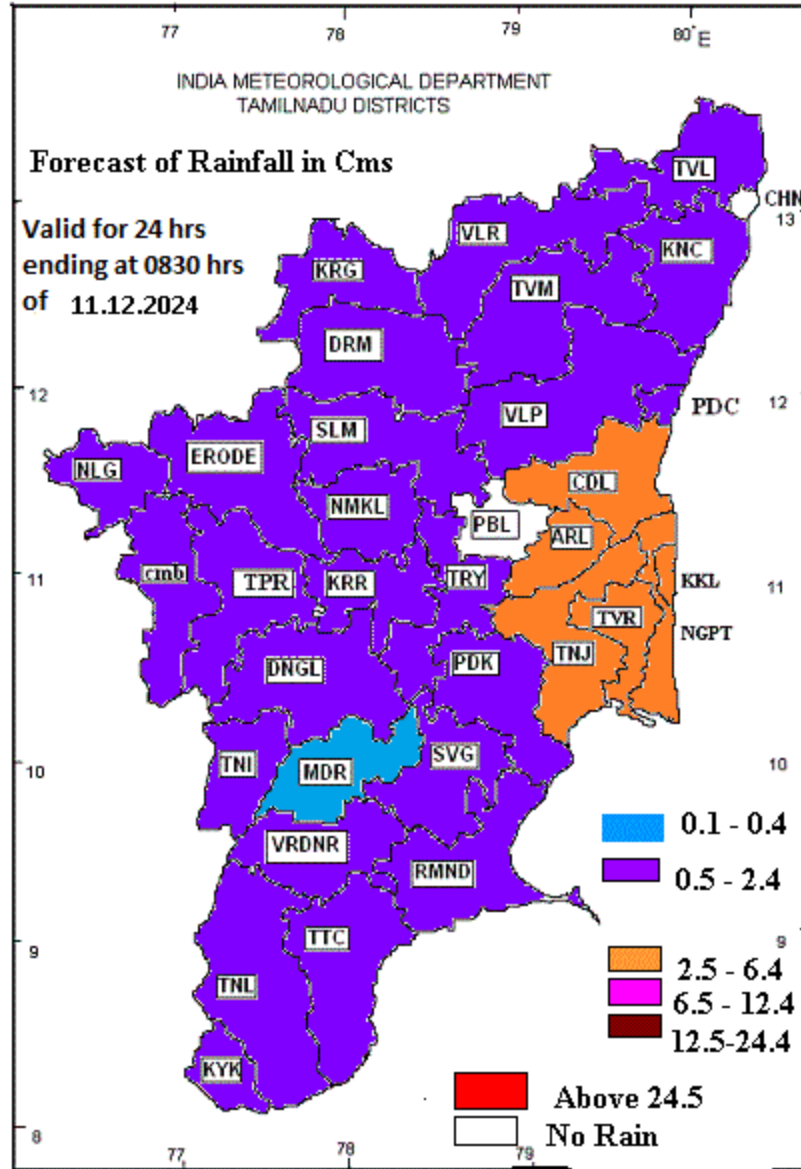 77 78 79 80°E
INDIA METEOROLOGICAL DEPARTMENT
TAMILNADU DISTRICTS
Forecast of Rainfall in Cms
TVL
CHN
13
Valid for 24 hrs
ending at 0830 hrs
of 11.12.2024
VLR
KNC
KRG
TVM
DRM
12
12
PDC
VLP
SLM
ERODE
NLG
CDL
NMKL
PBL
ARL
11
cmb
TPR
KRR
TRY
KKL
11
TVR
NGPT
TNJ
DNGL
PDK
10
TNI
MDR
SVG
10
VRDNR
RMND
0.1 - 0.4
0.5 - 2.4
9
TTC
9
TNL
2.5 - 6.4
6.5 - 12.4
12.5-24.4
KYK
Above 24.5
No Rain
8
77 78 79